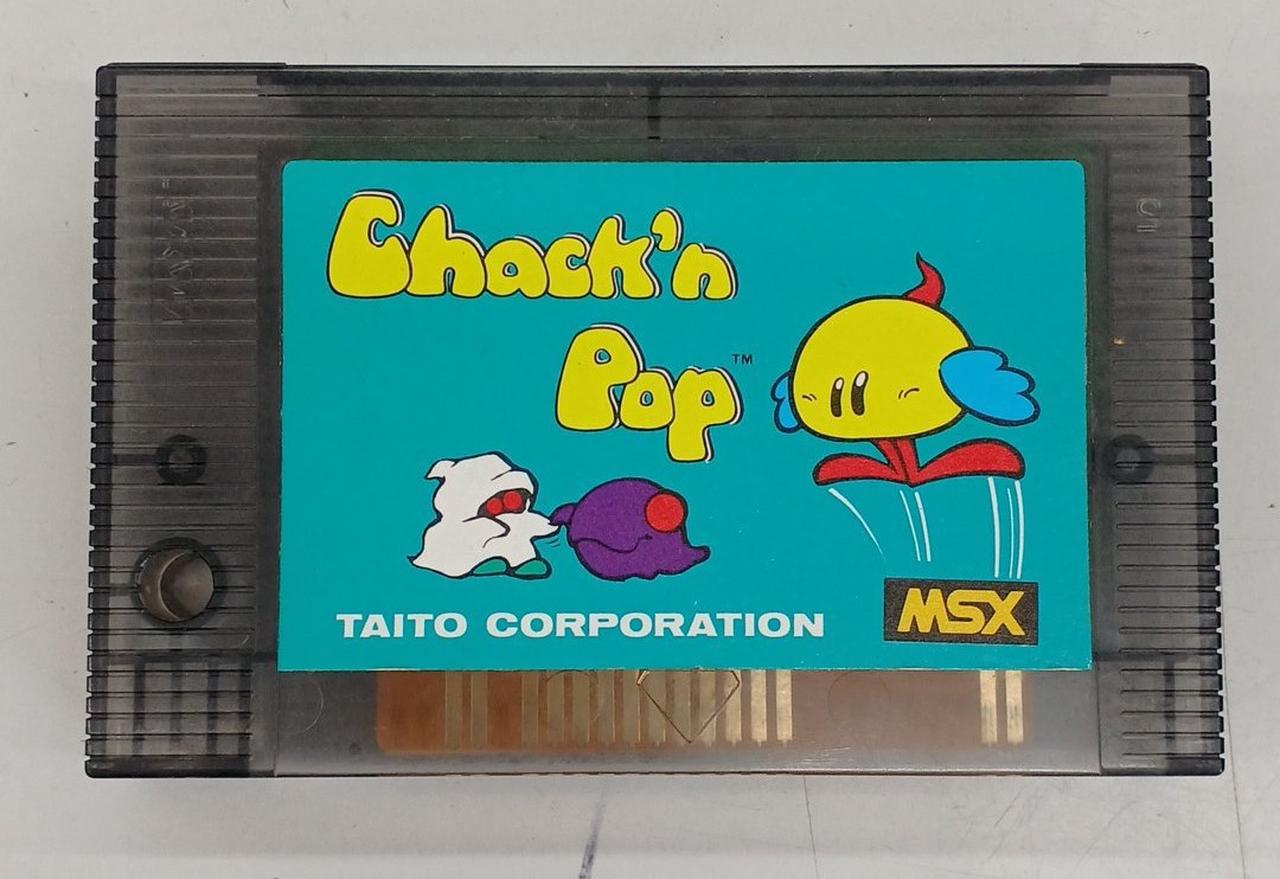 Chack'n
Pop™
TAITO CORPORATION
MSX